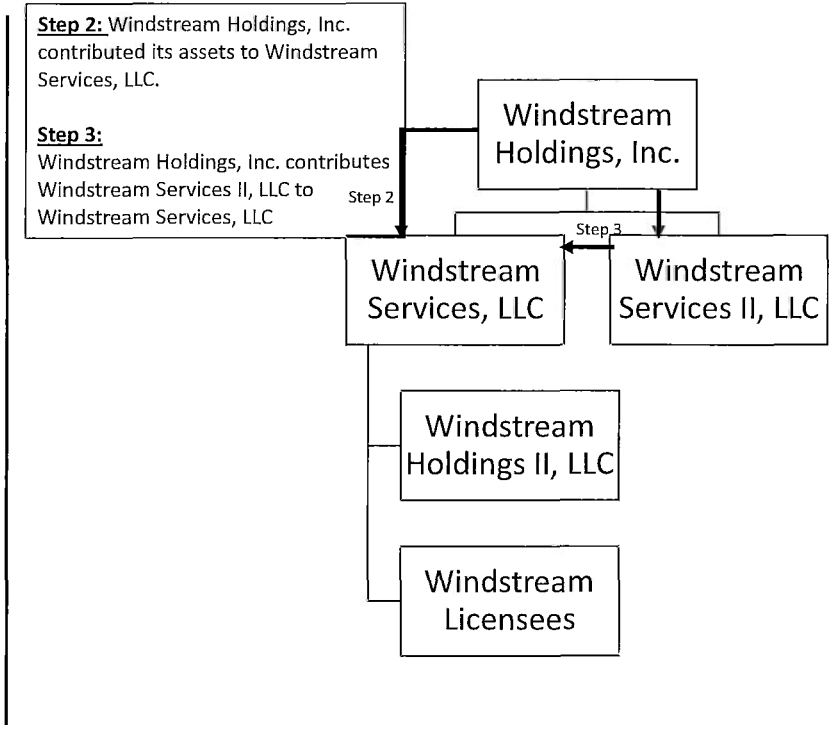 Step 2: Windstream Holdings, Inc.
contributed its assets to Windstream
Services, LLC.
Step 3:
Windstream Holdings, Inc. contributes
Windstream Services II, LLC to
Windstream Services, LLC
Step 2
Windstream
Holdings, Inc.
Step 3
Windstream
Services, LLC
Windstream
Services II, LLC
Windstream
Holdings II, LLC
Windstream
Licensees